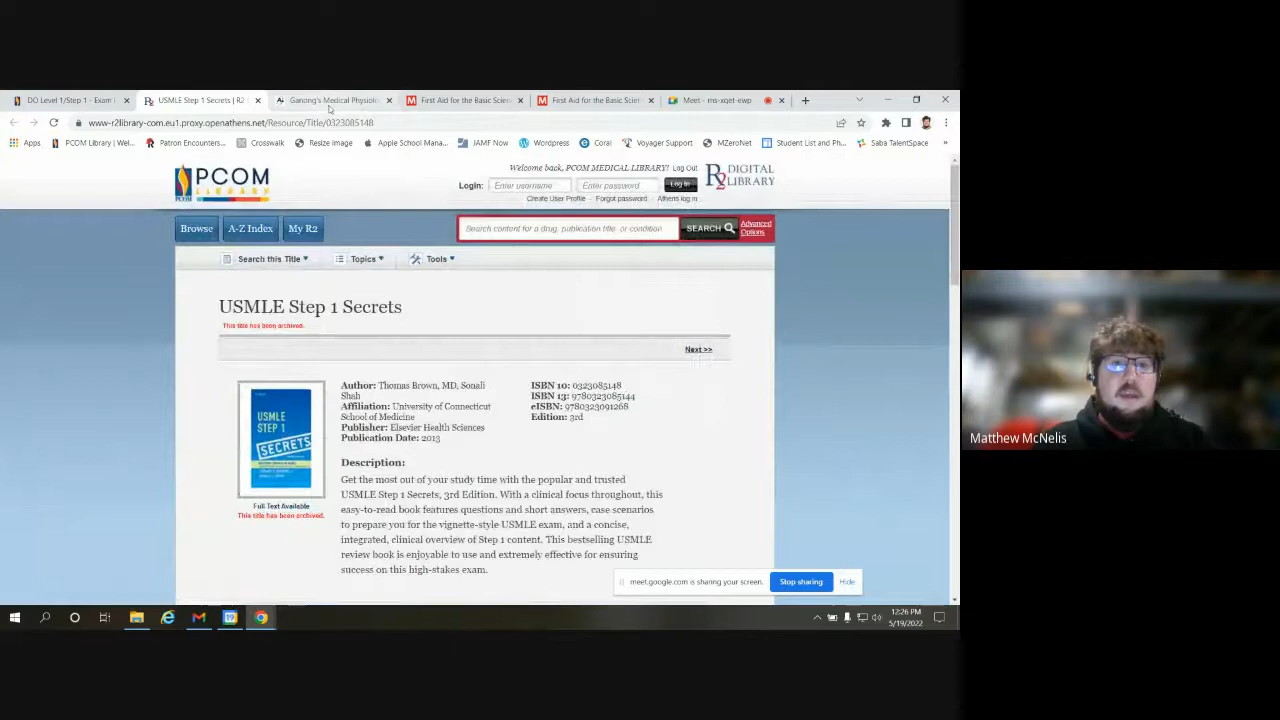 DO Level 1/Step 1 - Exam
USMLE Step 1 Secrets | R2
Ganong's Medical Physiolo
First Aid for the Basic Scien
First Aid for the Basic Scien
Meet - ms-xqet-ewp
www-r2library-com.eu1.proxy.openathens.net/Resource/Title/0323085148
Apps
PCOM Library | Wel...
Patron Encounters...
Crosswalk
Resize Image
Apple School Mana...
JAMF Now
Wordpress
Coral
Voyager Support
MZeroNet
Student List and Ph...
Saba TalentSpace
»
PCOM
LIBRARY
Welcome back, PCOM MEDICAL LIBRARY! Log Out
Login: Enter username Enter password Log in
Create User Profile - Forgot password - Athens log in
R2 DIGITAL
LIBRARY
Browse
A-Z Index
My R2
Search content for a drug, publication title, or condition
SEARCH
Advanced
Options
Search this Title
Topics
Tools
USMLE Step 1 Secrets
This title has been archived.
Next >>
USMLE
STEP 1
SECRETS
Full Text Available
This title has been archived.
Author: Thomas Brown, MD, Sonali
Shah
Affiliation: University of Connecticut
School of Medicine
Publisher: Elsevier Health Sciences
Publication Date: 2013
ISBN 10: 0323085148
ISBN 13: 9780323085144
eISBN: 9780323091268
Edition: 3rd
Description:
Get the most out of your study time with the popular and trusted
USMLE Step 1 Secrets, 3rd Edition. With a clinical focus throughout, this
easy-to-read book features questions and short answers, case scenarios
to prepare you for the vignette-style USMLE exam, and a concise,
integrated, clinical overview of Step 1 content. This bestselling USMLE
review book is enjoyable to use and extremely effective for ensuring
success on this high-stakes exam.
meet.google.com is sharing your screen.
Stop sharing
Hide
12:26 PM
5/19/2022
Matthew McNelis